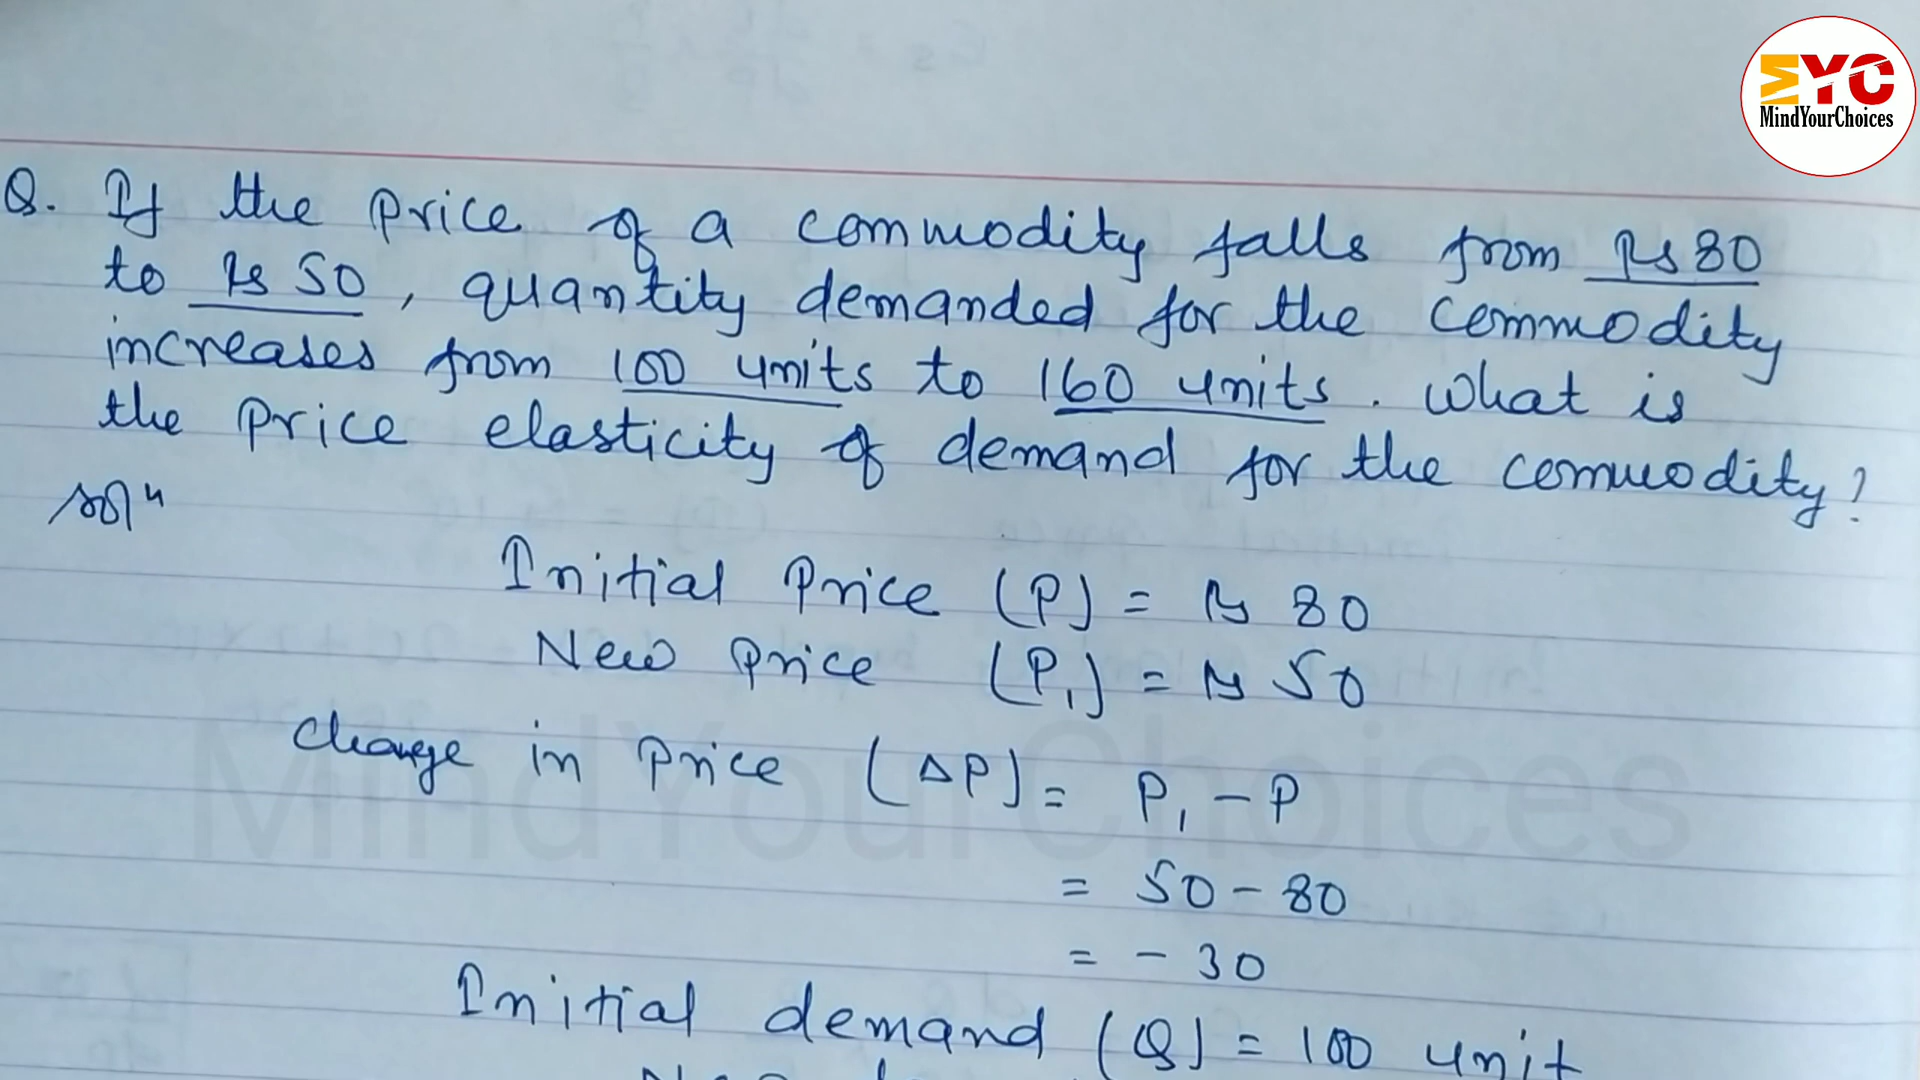 MYC
MindYourChoices
Q. If the price of a commodity falls from Rs 80
to Rs 50, quantity demanded for the commodity
increases from 100 units to 160 units. What is
the price elasticity of demand for the commodity?
Solⁿ
Initial Price (P) = Rs 80
New Price (P₁) = Rs 50
Change in Price (ΔP) = P₁ - P
= 50 - 80
= - 30
Initial demand (Q) = 100 unit
MindYourChoices